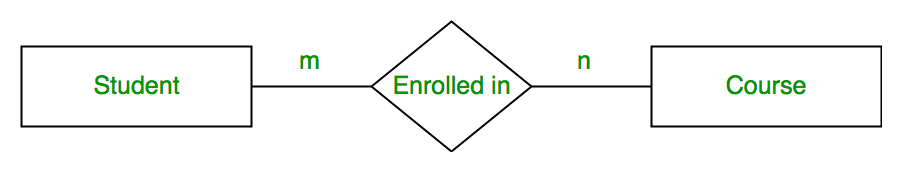 m
n
Student
Enrolled in
Course